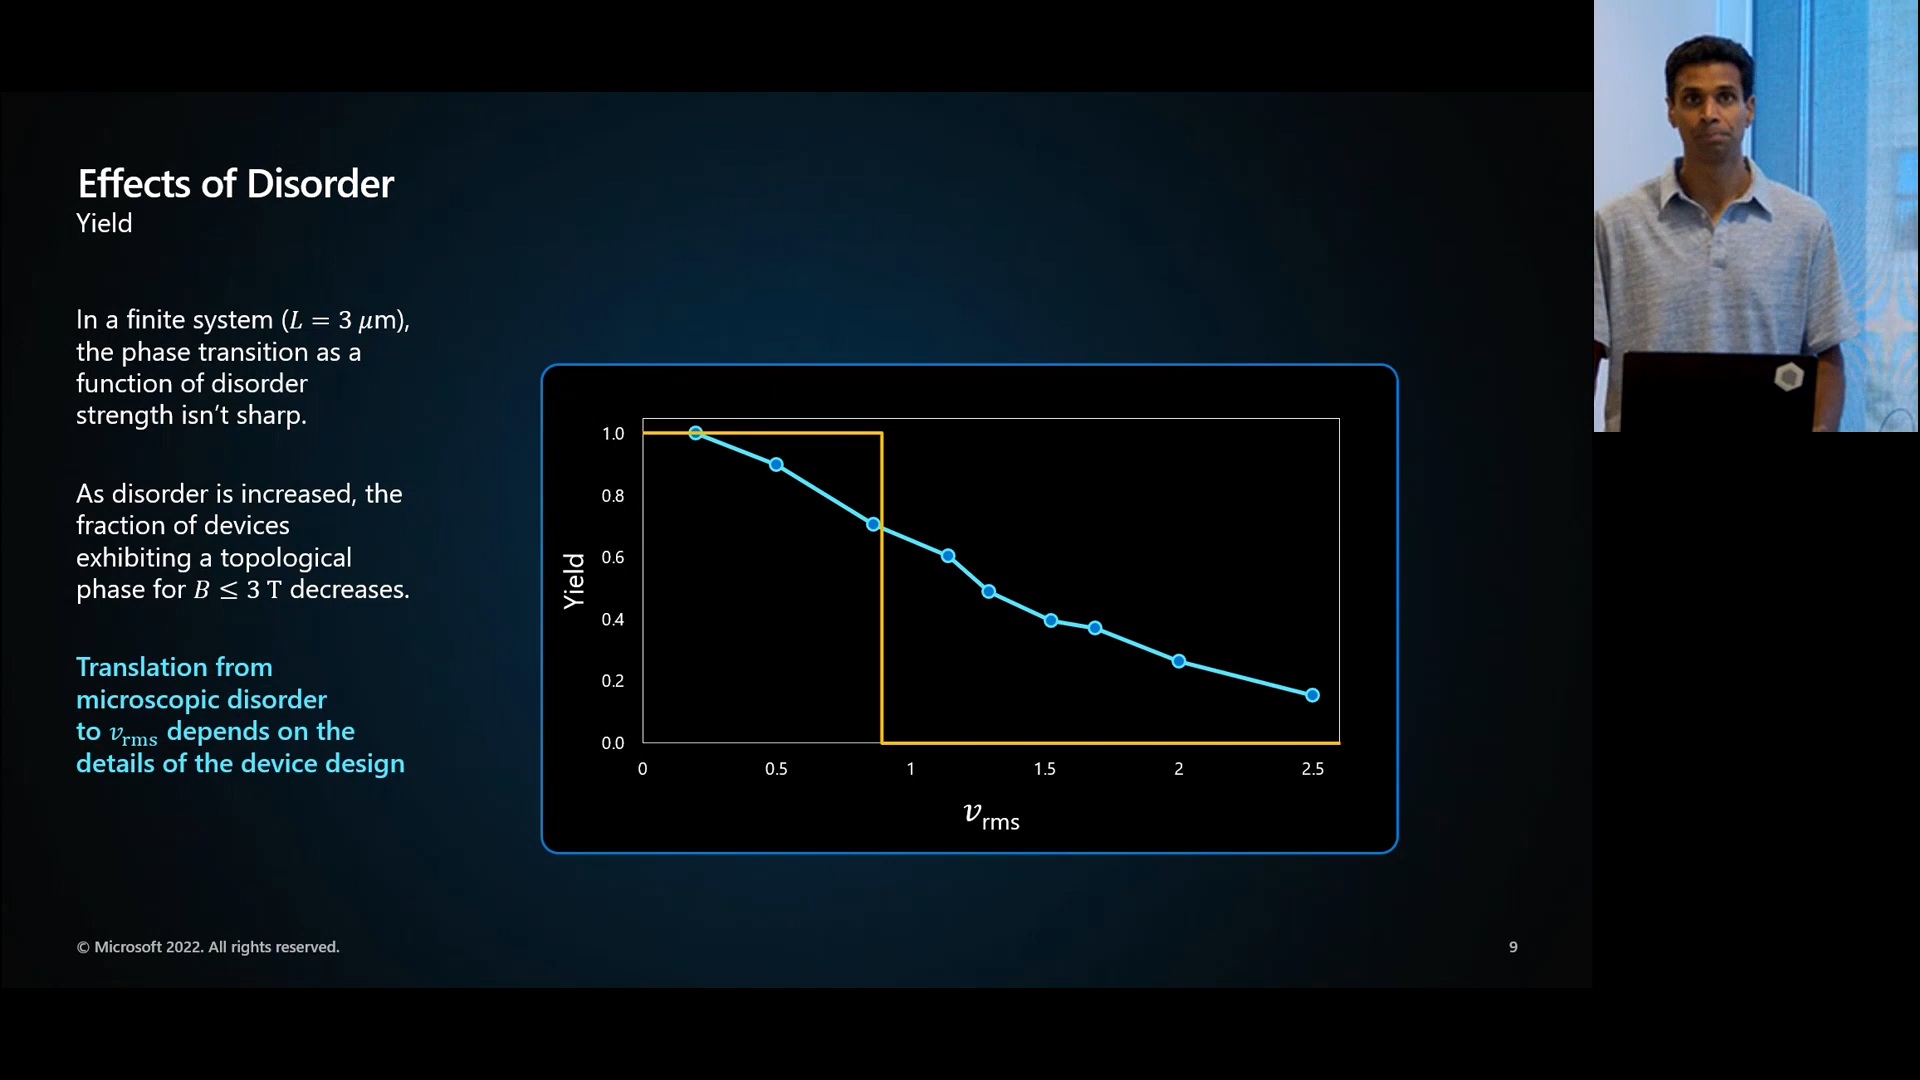 Effects of Disorder
Yield
In a finite system (L = 3 μm),
the phase transition as a
function of disorder
strength isn't sharp.
As disorder is increased, the
fraction of devices
exhibiting a topological
phase for B ≤ 3 T decreases.
Translation from
microscopic disorder
to v_rms depends on the
details of the device design
1.0
0.8
0.6
0.4
0.2
0.0
Yield
0 0.5 1 1.5 2 2.5
v_rms
© Microsoft 2022. All rights reserved.
9